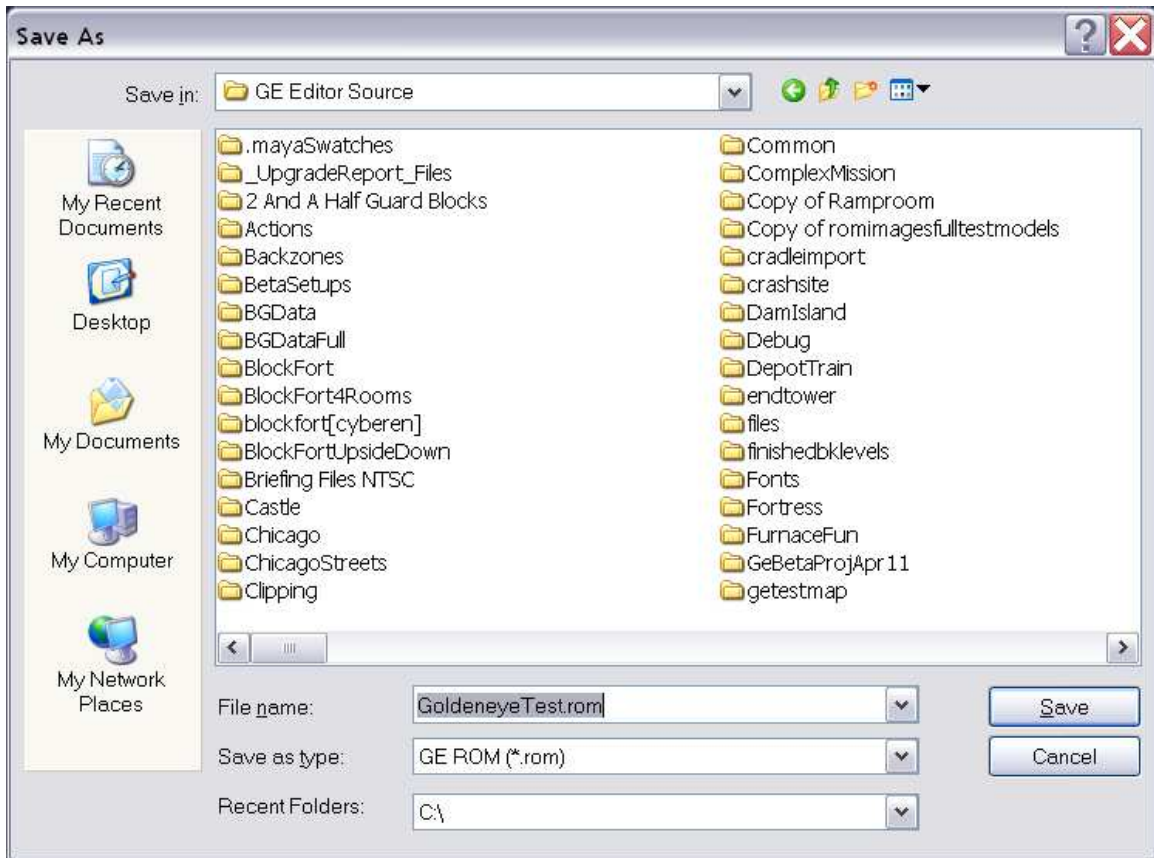 Save As
Save in: GE Editor Source
My Recent Documents
Desktop
My Documents
My Computer
My Network Places
.mayaSwatches
_UpgradeReport_Files
2 And A Half Guard Blocks
Actions
Backzones
BetaSetups
BGData
BGDataFull
BlockFort
BlockFort4Rooms
blockfort[cyberen]
BlockFortUpsideDown
Briefing Files NTSC
Castle
Chicago
ChicagoStreets
Clipping
Common
ComplexMission
Copy of Ramproom
Copy of romimagesfulltestmodels
cradleimport
crashsite
DamIsland
Debug
DepotTrain
endtower
files
finishedbklevels
Fonts
Fortress
FurnaceFun
GeBetaProjApr11
getestmap
File name: GoldeneyeTest.rom Save
Save as type: GE ROM (*.rom) Cancel
Recent Folders: C:\